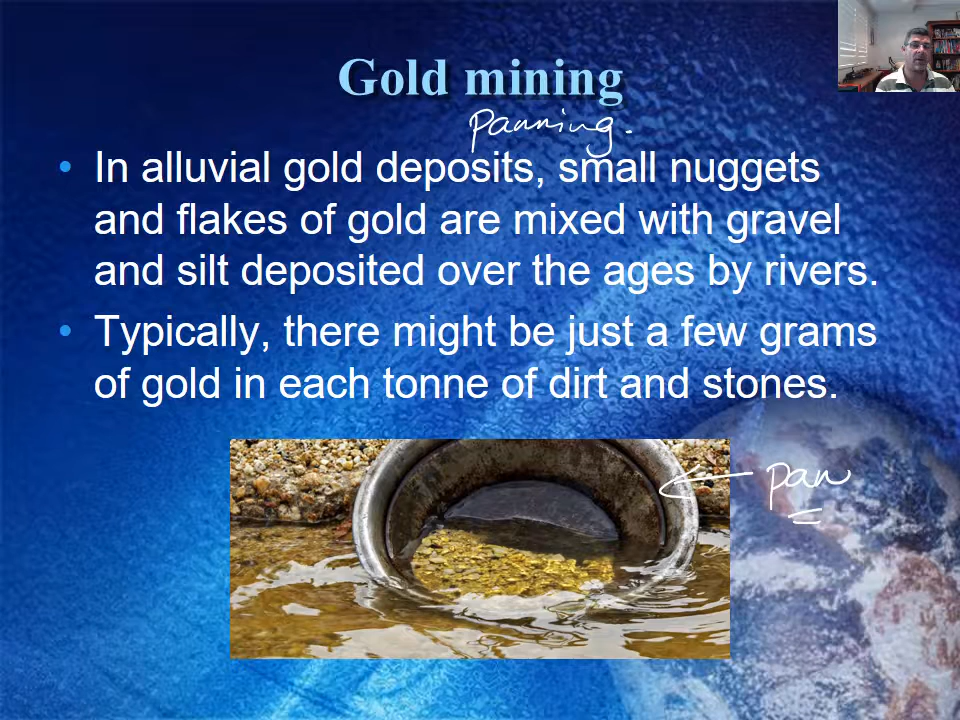 Gold mining
panning.
• In alluvial gold deposits, small nuggets
and flakes of gold are mixed with gravel
and silt deposited over the ages by rivers.
• Typically, there might be just a few grams
of gold in each tonne of dirt and stones.
pan